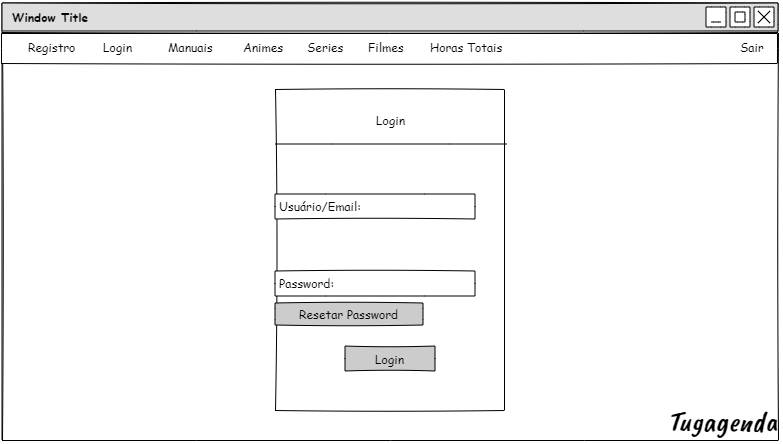 Window Title
Registro Login Manuais Animes Series Filmes Horas Totais Sair
Login
Usuário/Email:
Password:
Resetar Password
Login
Tugagenda